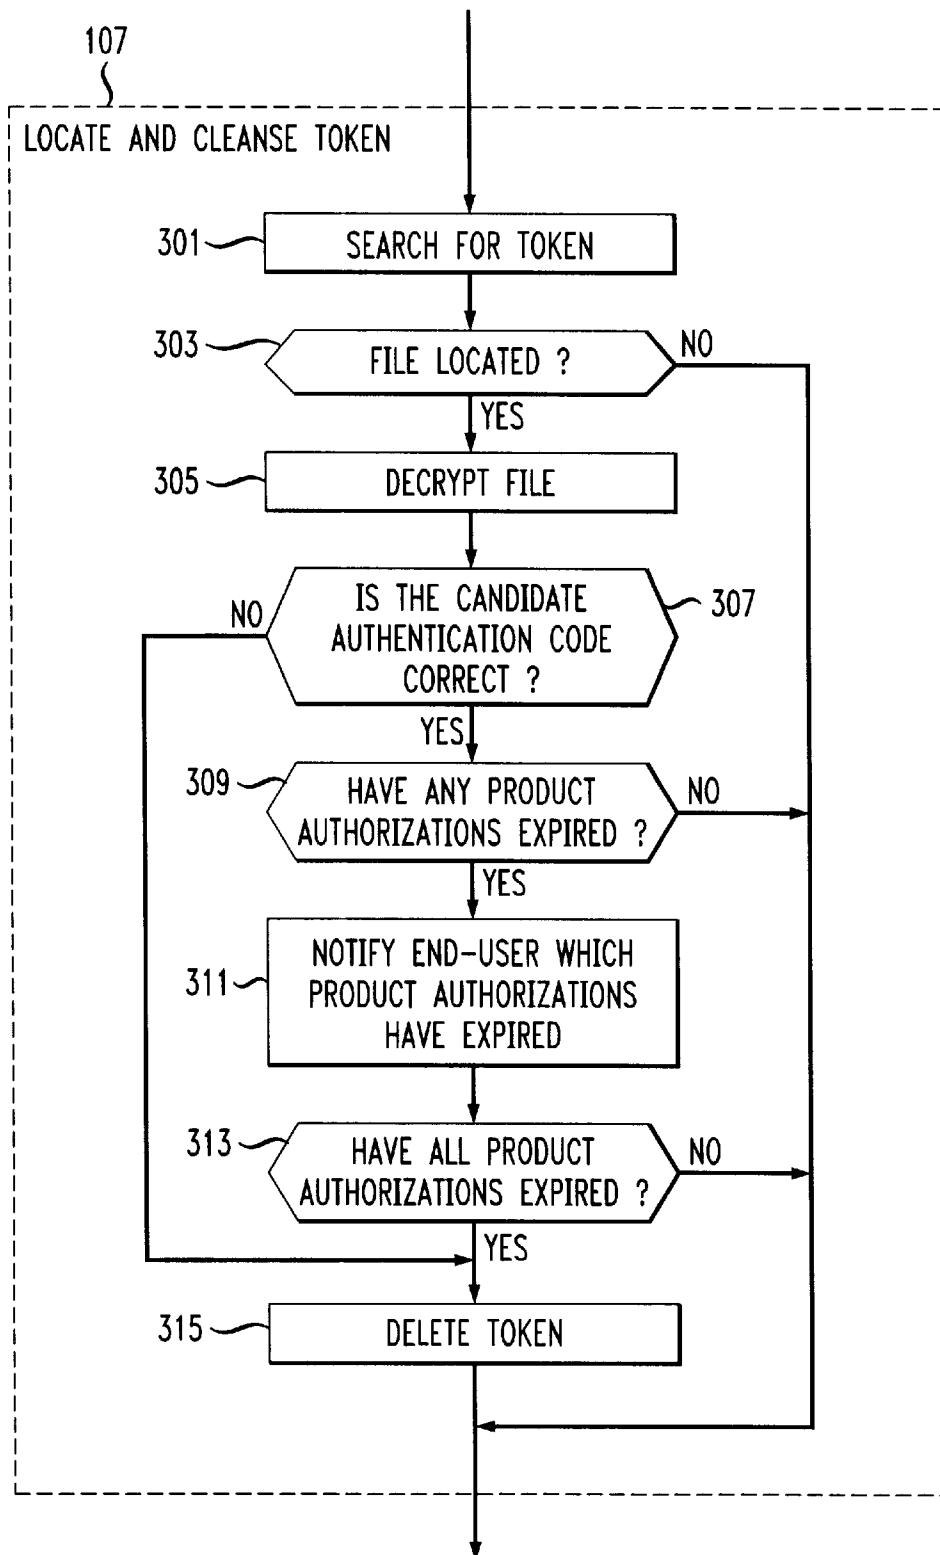 107
LOCATE AND CLEANSE TOKEN
301
SEARCH FOR TOKEN
303
FILE LOCATED ?
NO
YES
305
DECRYPT FILE
NO
IS THE CANDIDATE
AUTHENTICATION CODE
CORRECT ?
307
YES
309
HAVE ANY PRODUCT
AUTHORIZATIONS EXPIRED ?
NO
YES
311
NOTIFY END-USER WHICH
PRODUCT AUTHORIZATIONS
HAVE EXPIRED
313
HAVE ALL PRODUCT
AUTHORIZATIONS EXPIRED ?
NO
YES
315
DELETE TOKEN